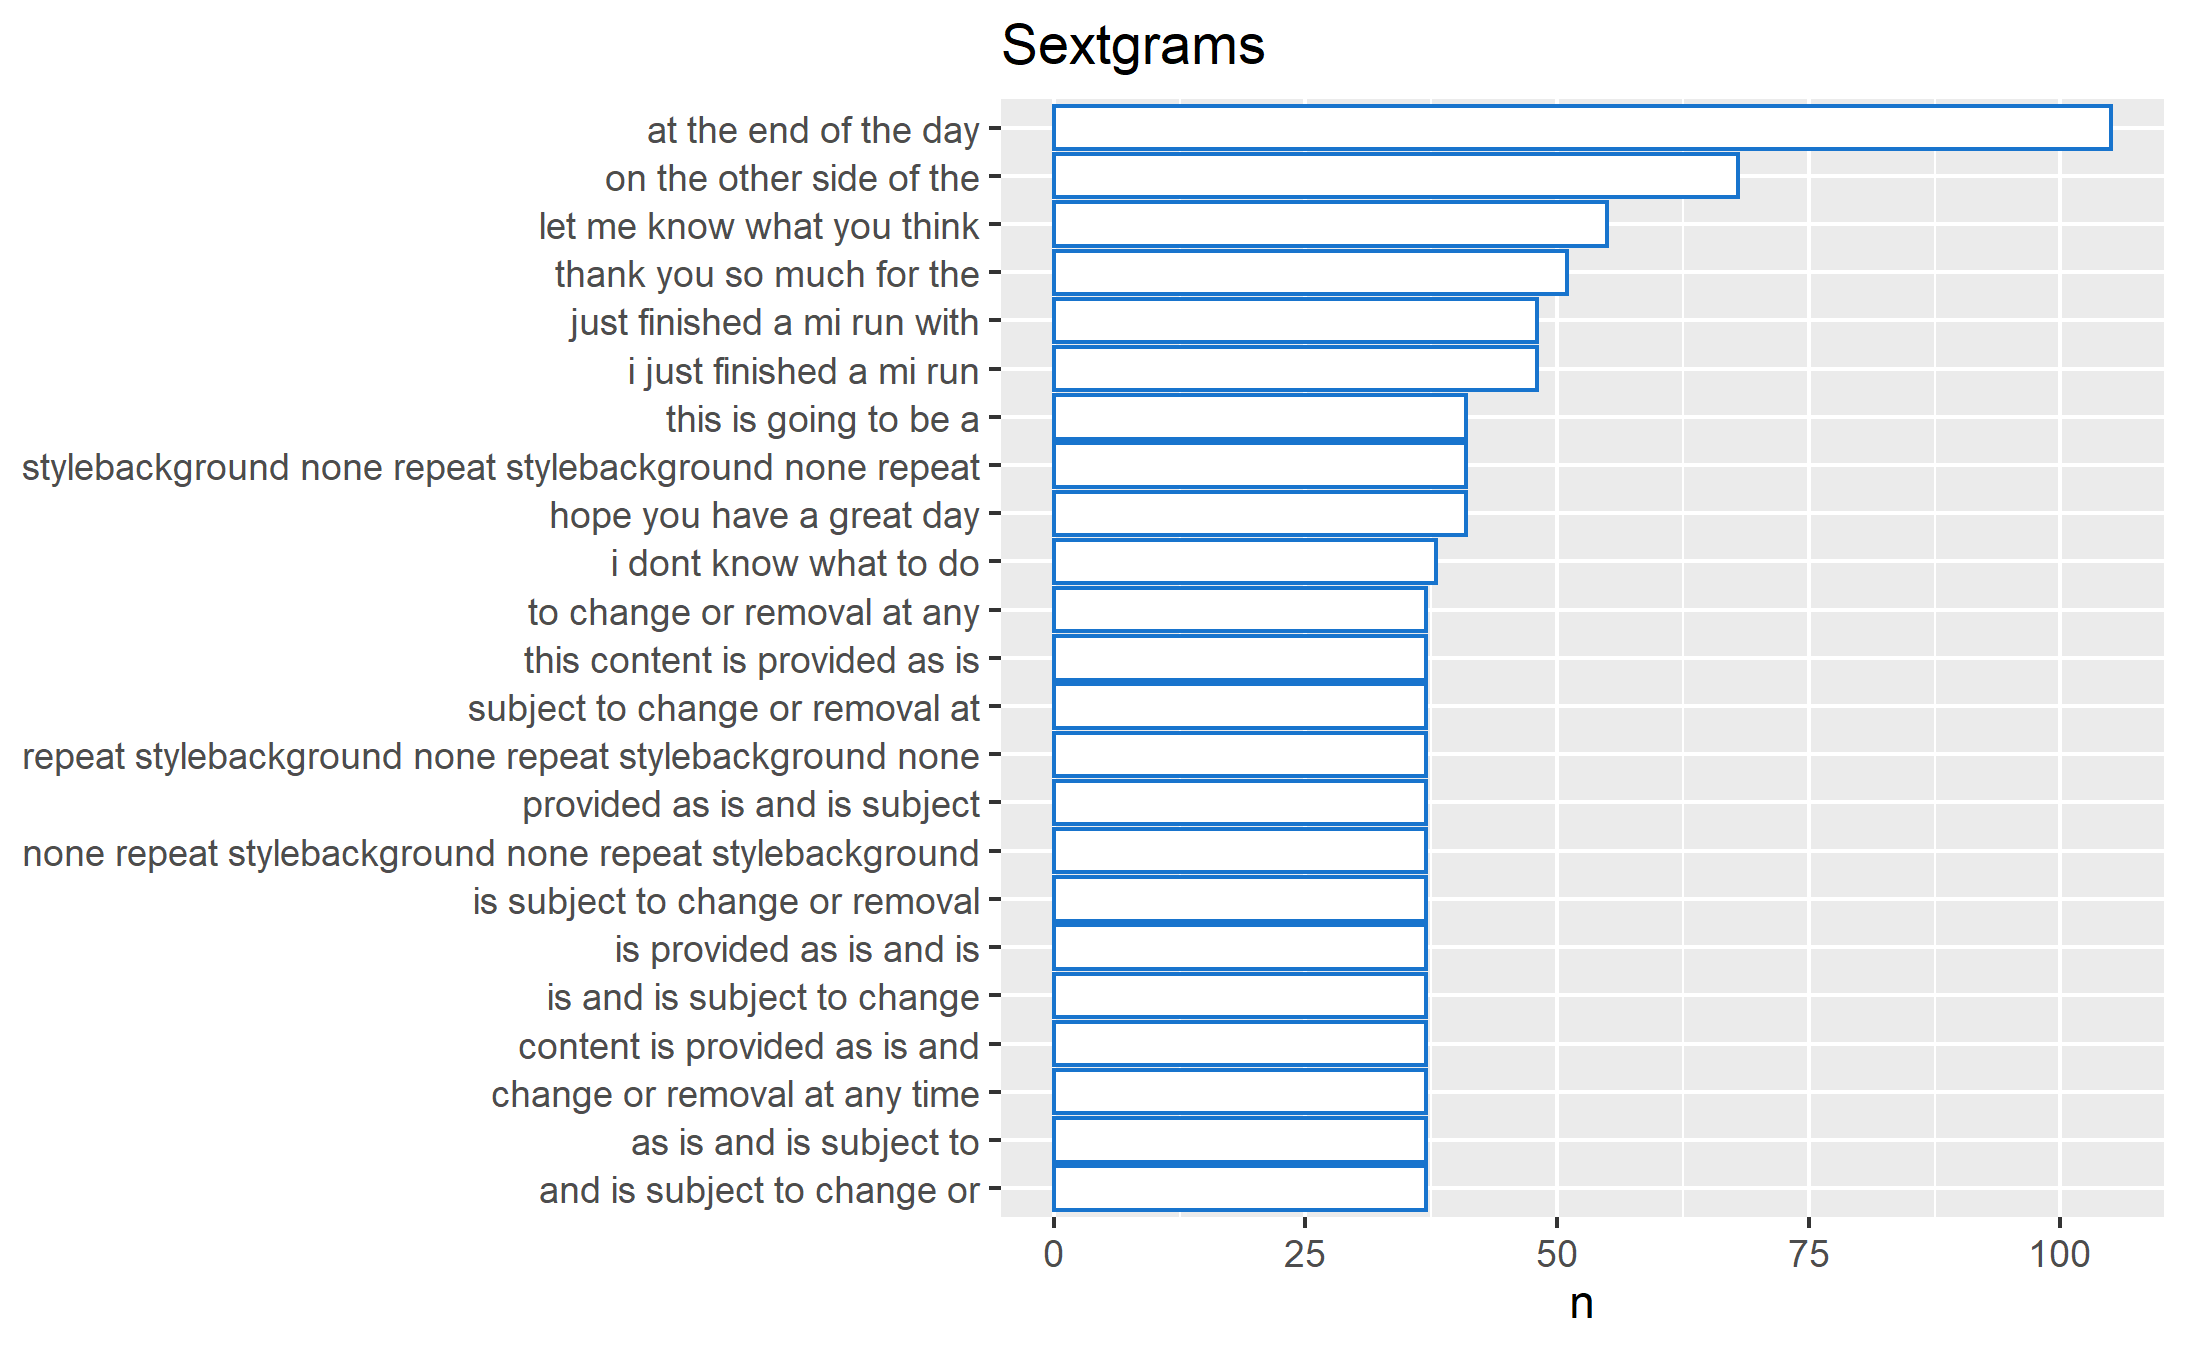 Sextgrams
at the end of the day
on the other side of the
let me know what you think
thank you so much for the
just finished a mi run with
i just finished a mi run
this is going to be a
stylebackground none repeat stylebackground none repeat
hope you have a great day
i dont know what to do
to change or removal at any
this content is provided as is
subject to change or removal at
repeat stylebackground none repeat stylebackground none
provided as is and is subject
none repeat stylebackground none repeat stylebackground
is subject to change or removal
is provided as is and is
is and is subject to change
content is provided as is and
change or removal at any time
as is and is subject to
and is subject to change or
0 25 50 75 100
n